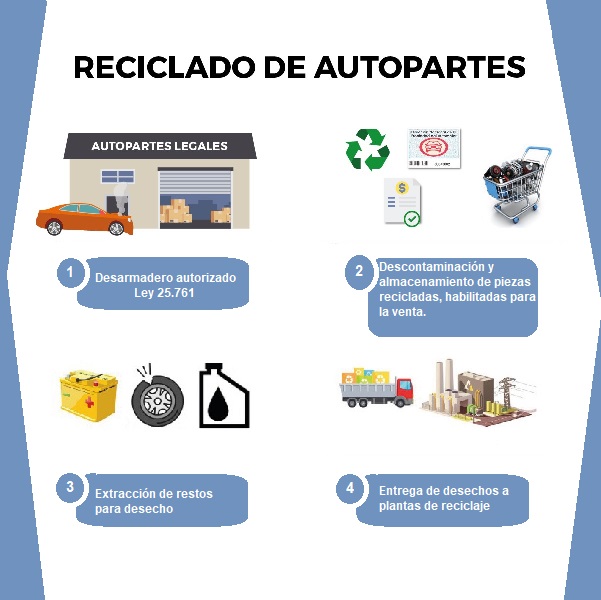 RECICLADO DE AUTOPARTES
AUTOPARTES LEGALES
1
Desarmadero autorizado
Ley 25.761
2
Descontaminación y
almacenamiento de piezas
recicladas, habilitadas para
la venta.
3
Extracción de restos
para desecho
4
Entrega de desechos a
plantas de reciclaje